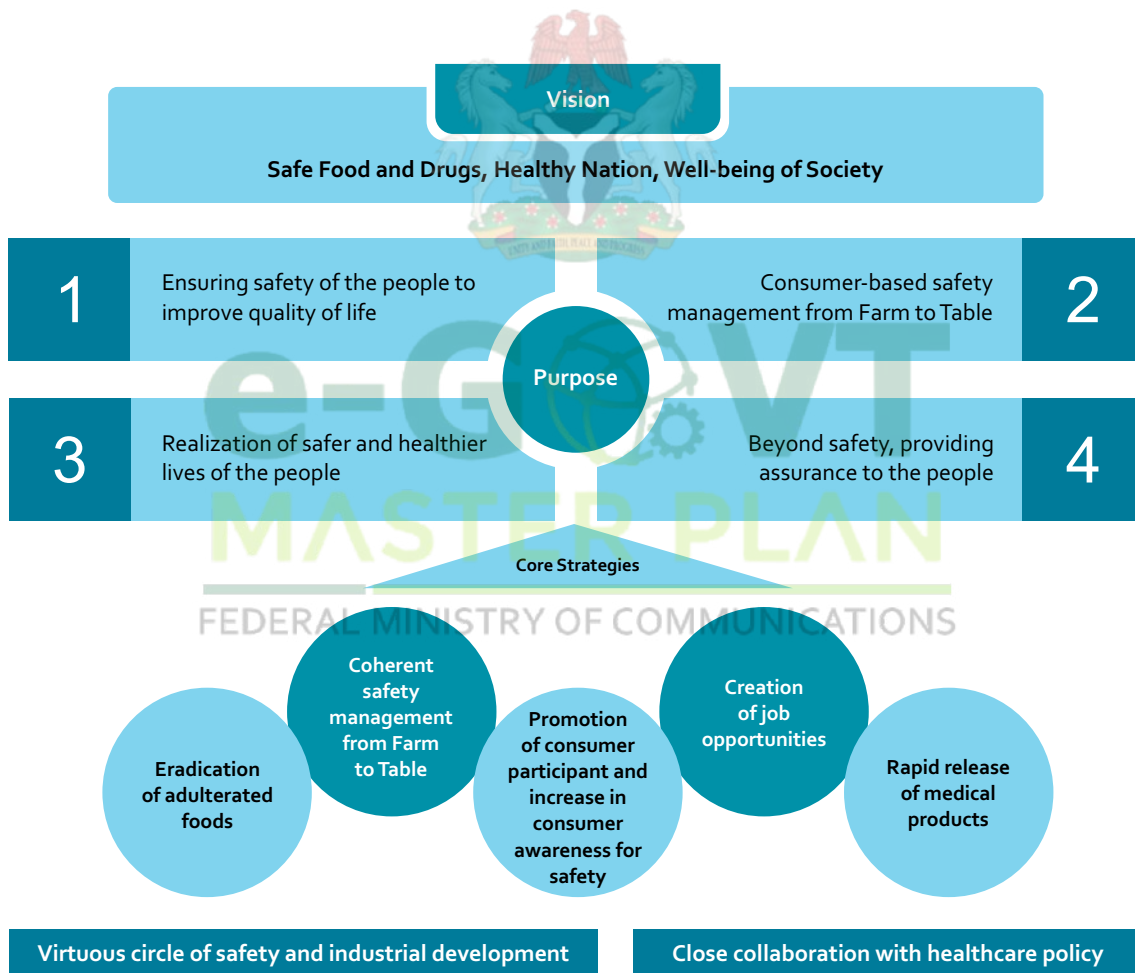 Vision
Safe Food and Drugs, Healthy Nation, Well-being of Society
1
Ensuring safety of the people to
improve quality of life
Consumer-based safety
management from Farm to Table
2
Purpose
3
Realization of safer and healthier
lives of the people
Beyond safety, providing
assurance to the people
4
e-GOVT
MASTER PLAN
FEDERAL MINISTRY OF COMMUNICATIONS
Core Strategies
Eradication
of adulterated
foods
Coherent
safety
management
from Farm
to Table
Promotion
of consumer
participant and
increase in
consumer
awareness for
safety
Creation
of job
opportunities
Rapid release
of medical
products
Virtuous circle of safety and industrial development
Close collaboration with healthcare policy